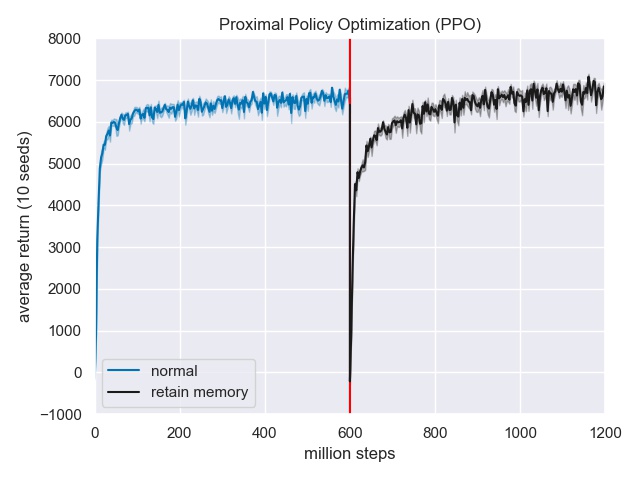 Proximal Policy Optimization (PPO)
8000
7000
6000
5000
4000
3000
2000
1000
0
−1000
average return (10 seeds)
normal
retain memory
0 200 400 600 800 1000 1200
million steps